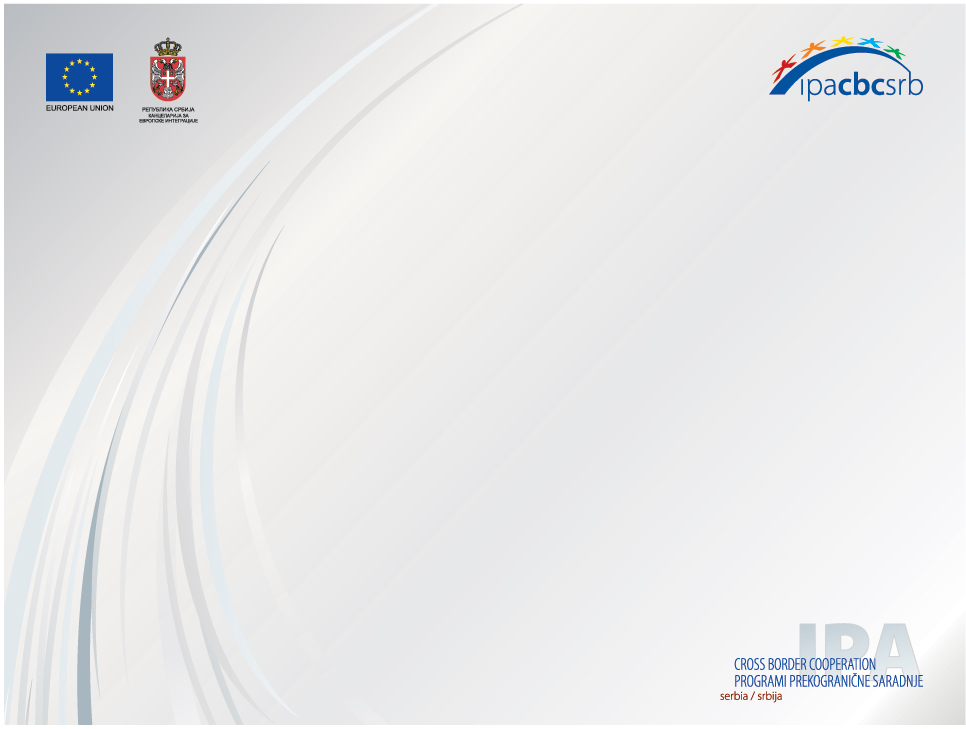 EUROPEAN UNION
РЕПУБЛИКА СРБИЈА
КАНЦЕЛАРИЈА ЗА
ЕВРОПСКЕ ИНТЕГРАЦИЈЕ
ipacbcsrb
IPA
CROSS BORDER COOPERATION
PROGRAMI PREKOGRANIČNE SARADNJE
serbia / srbija